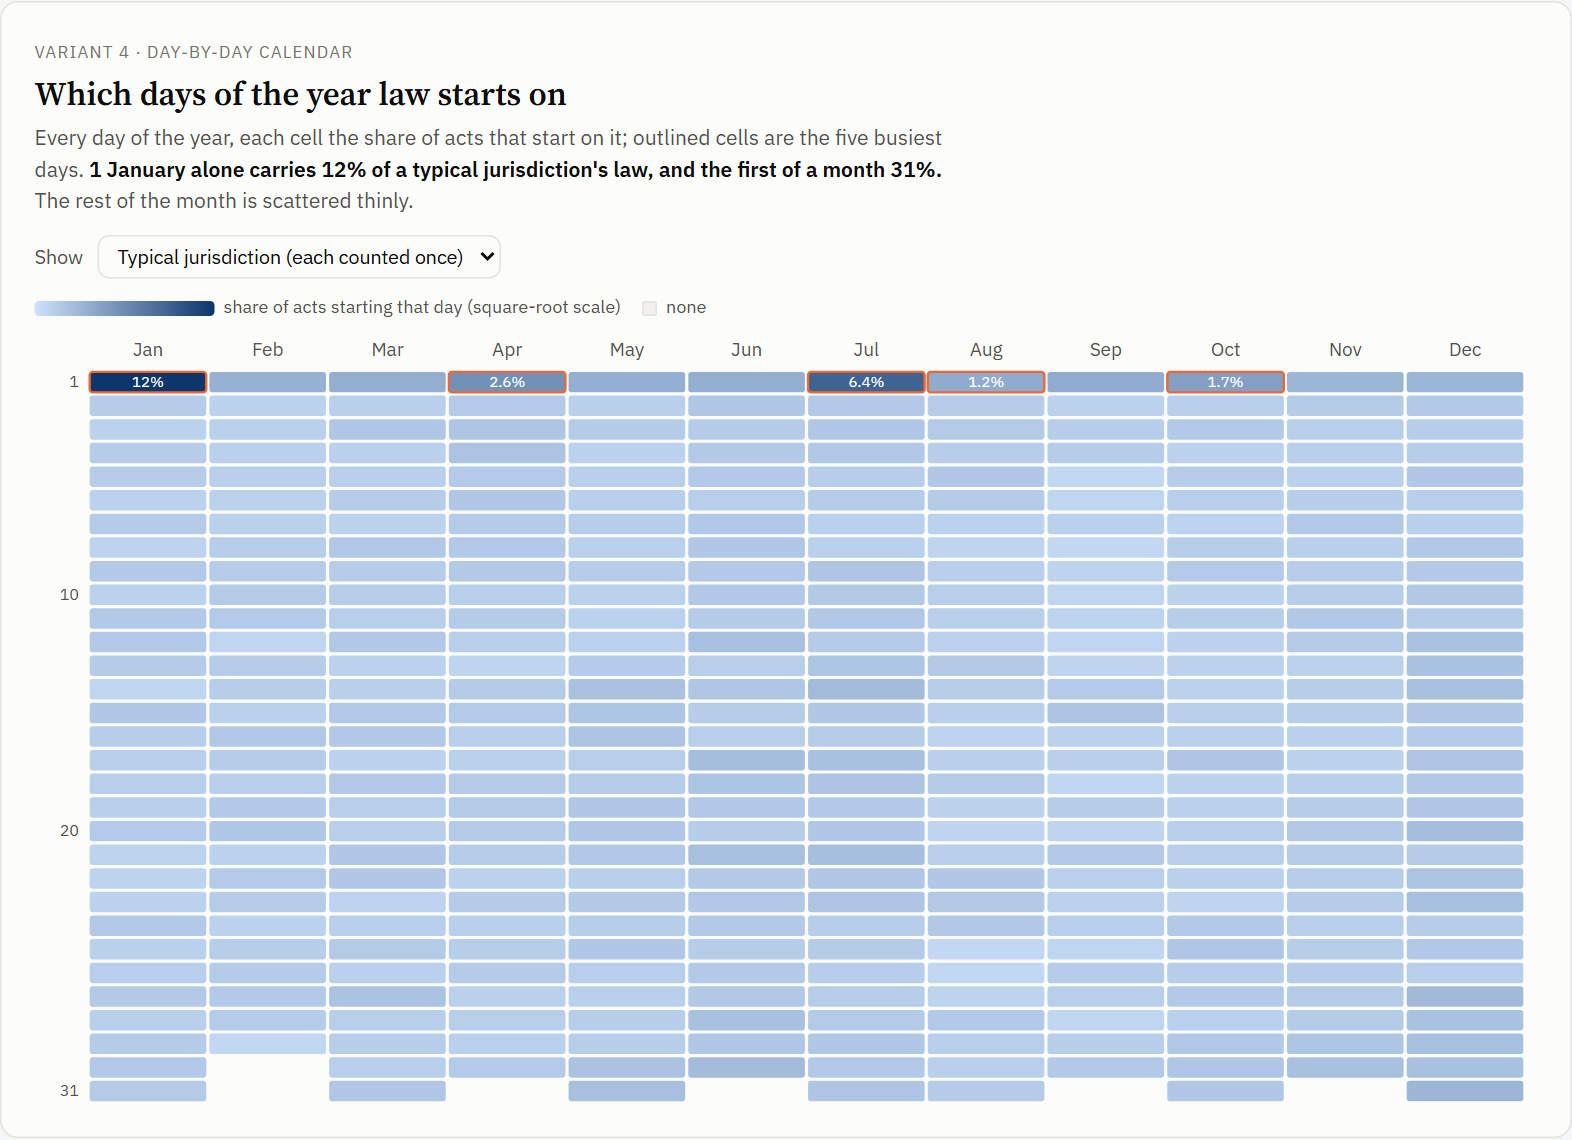 VARIANT 4 · DAY-BY-DAY CALENDAR
Which days of the year law starts on
Every day of the year, each cell the share of acts that start on it; outlined cells are the five busiest
days. 1 January alone carries 12% of a typical jurisdiction's law, and the first of a month 31%.
The rest of the month is scattered thinly.
Show Typical jurisdiction (each counted once)
share of acts starting that day (square-root scale) none
Jan Feb Mar Apr May Jun Jul Aug Sep Oct Nov Dec
1 12% 2.6% 6.4% 1.2% 1.7%
10
20
31